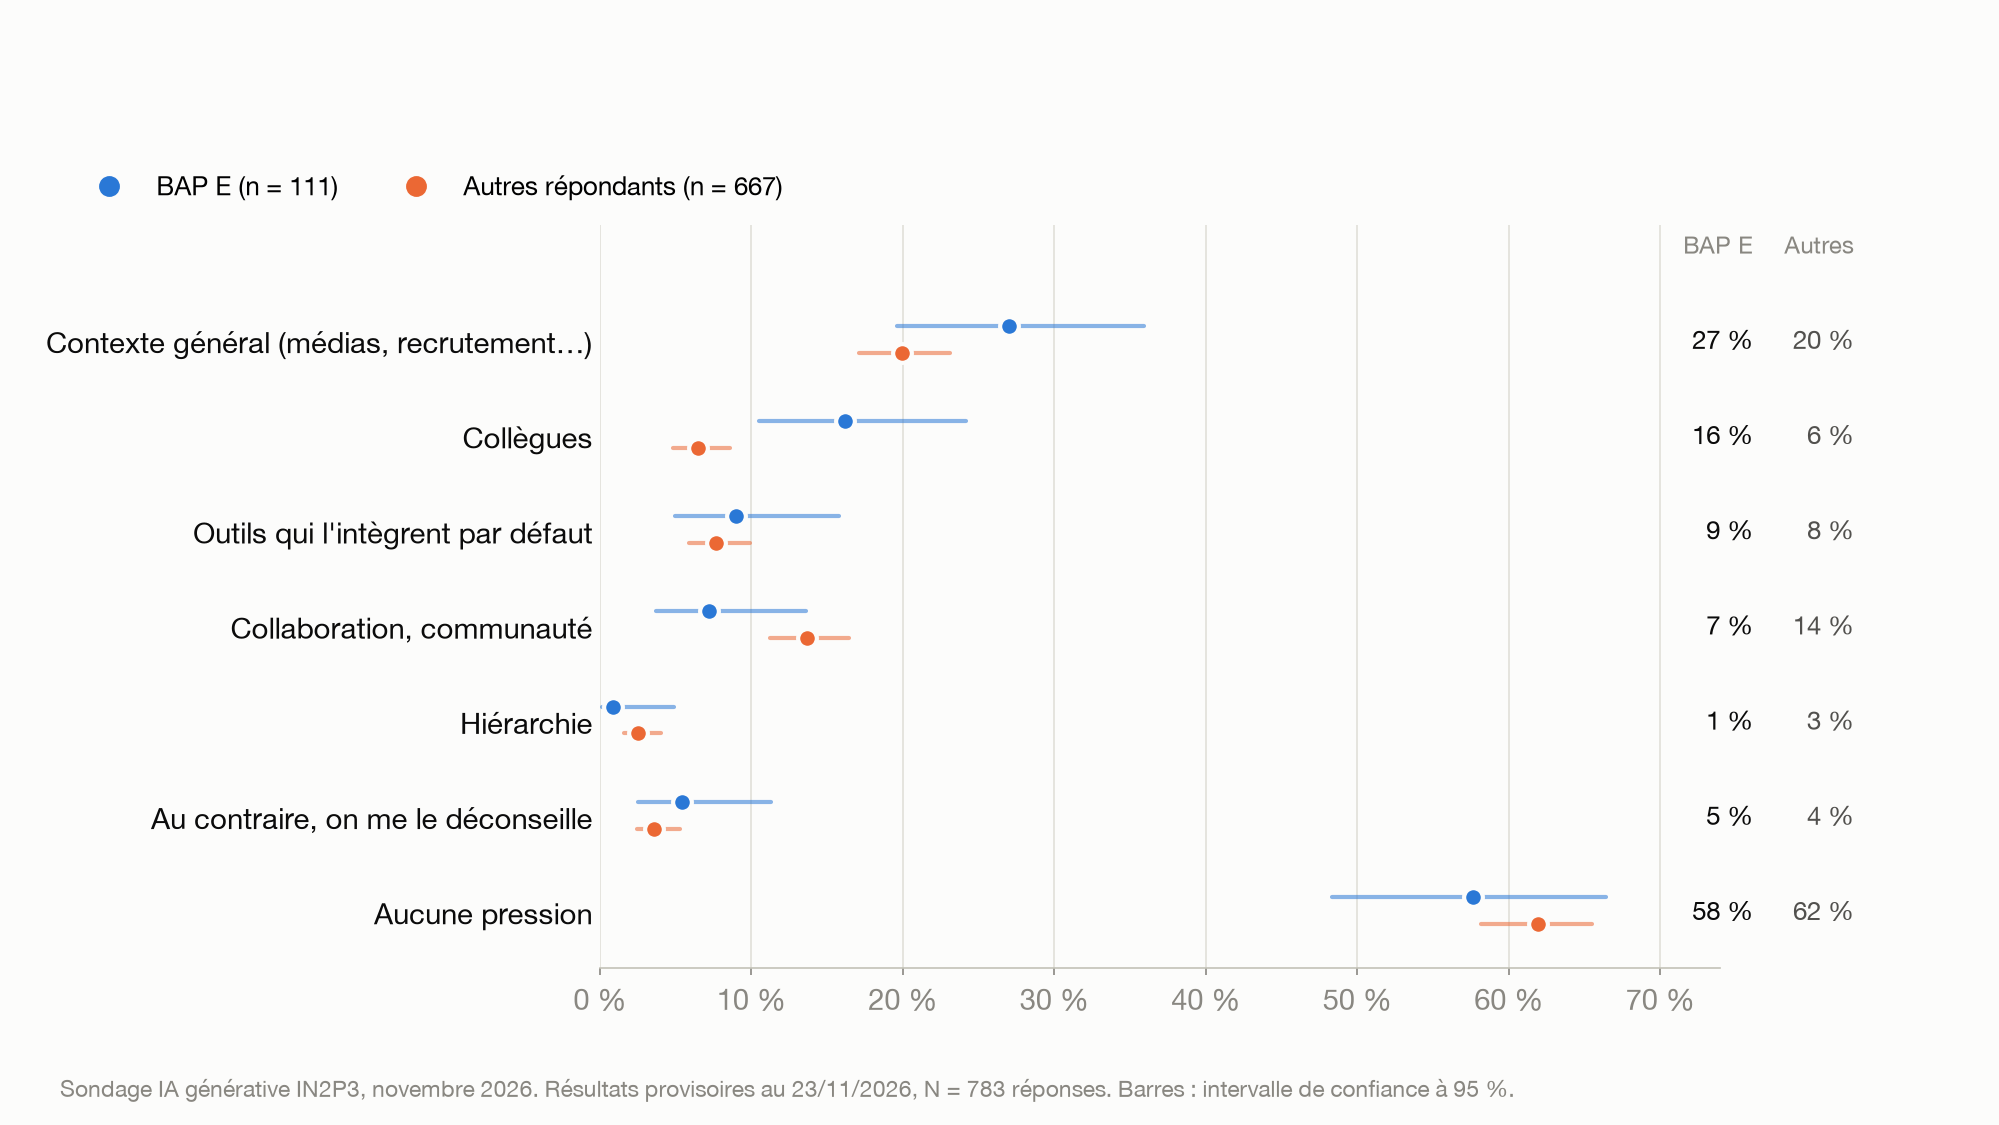 BAP E (n = 111) Autres répondants (n = 667)
BAP E Autres
Contexte général (médias, recrutement…) 27 % 20 %
Collègues 16 % 6 %
Outils qui l'intègrent par défaut 9 % 8 %
Collaboration, communauté 7 % 14 %
Hiérarchie 1 % 3 %
Au contraire, on me le déconseille 5 % 4 %
Aucune pression 58 % 62 %
0 % 10 % 20 % 30 % 40 % 50 % 60 % 70 %
Sondage IA générative IN2P3, novembre 2026. Résultats provisoires au 23/11/2026, N = 783 réponses. Barres : intervalle de confiance à 95 %.